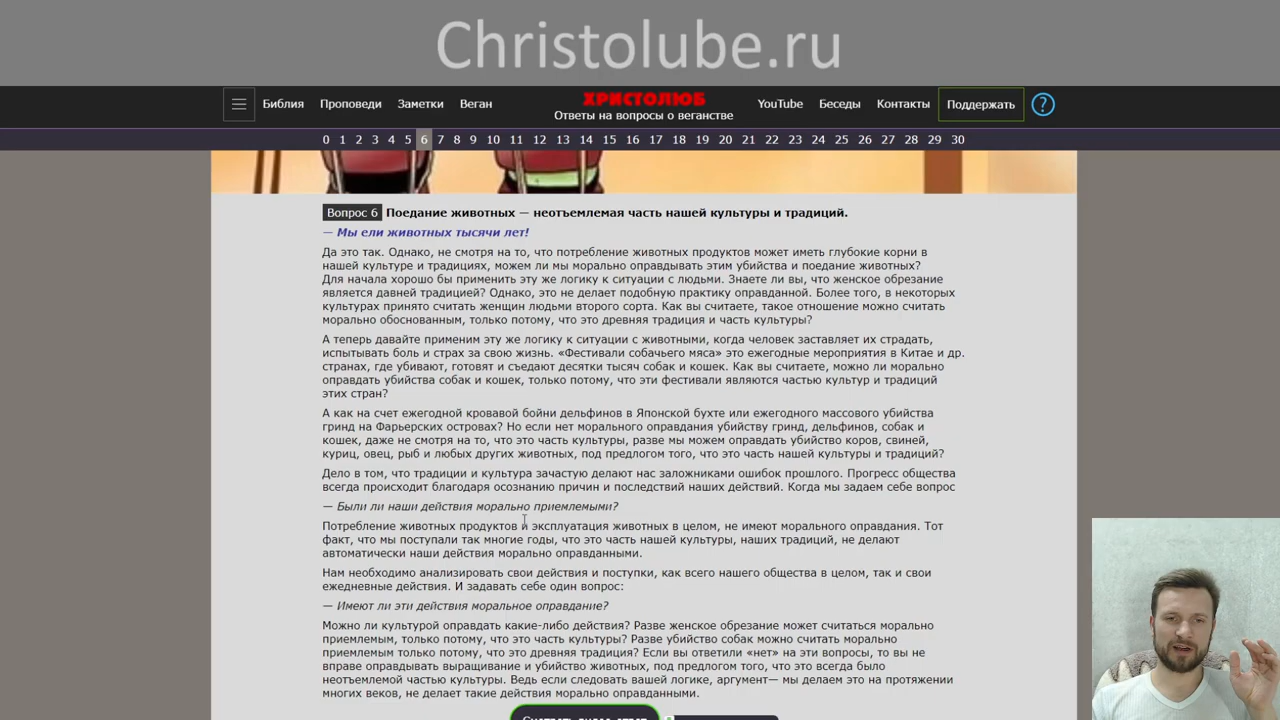 Christolube.ru
Библия Проповеди Заметки Веган ХРИСТОЛЮБ YouTube Беседы Контакты Поддержать ?
Ответы на вопросы о веганстве
0 1 2 3 4 5 6 7 8 9 10 11 12 13 14 15 16 17 18 19 20 21 22 23 24 25 26 27 28 29 30
Вопрос 6 Поедание животных — неотъемлемая часть нашей культуры и традиций.
— Мы ели животных тысячи лет!
Да это так. Однако, не смотря на то, что потребление животных продуктов может иметь глубокие корни в
нашей культуре и традициях, можем ли мы морально оправдывать этим убийства и поедание животных?
Для начала хорошо бы применить эту же логику к ситуации с людьми. Знаете ли вы, что женское обрезание
является давней традицией? Однако, это не делает подобную практику оправданной. Более того, в некоторых
культурах принято считать женщин людьми второго сорта. Как вы считаете, такое отношение можно считать
морально обоснованным, только потому, что это древняя традиция и часть культуры?
А теперь давайте применим эту же логику к ситуации с животными, когда человек заставляет их страдать,
испытывать боль и страх за свою жизнь. «Фестивали собачьего мяса» это ежегодные мероприятия в Китае и др.
странах, где убивают, готовят и съедают десятки тысяч собак и кошек. Как вы считаете, можно ли морально
оправдать убийства собак и кошек, только потому, что эти фестивали являются частью культур и традиций
этих стран?
А как на счет ежегодной кровавой бойни дельфинов в Японской бухте или ежегодного массового убийства
гринд на Фарьерских островах? Но если нет морального оправдания убийству гринд, дельфинов, собак и
кошек, даже не смотря на то, что это часть культуры, разве мы можем оправдать убийство коров, свиней,
куриц, овец, рыб и любых других животных, под предлогом того, что это часть нашей культуры и традиций?
Дело в том, что традиции и культура зачастую делают нас заложниками ошибок прошлого. Прогресс общества
всегда происходит благодаря осознанию причин и последствий наших действий. Когда мы задаем себе вопрос
— Были ли наши действия морально приемлемыми?
Потребление животных продуктов и эксплуатация животных в целом, не имеют морального оправдания. Тот
факт, что мы поступали так многие годы, что это часть нашей культуры, наших традиций, не делают
автоматически наши действия морально оправданными.
Нам необходимо анализировать свои действия и поступки, как всего нашего общества в целом, так и свои
ежедневные действия. И задавать себе один вопрос:
— Имеют ли эти действия моральное оправдание?
Можно ли культурой оправдать какие-либо действия? Разве женское обрезание может считаться морально
приемлемым, только потому, что это часть культуры? Разве убийство собак можно считать морально
приемлемым только потому, что это древняя традиция? Если вы ответили «нет» на эти вопросы, то вы не
вправе оправдывать выращивание и убийство животных, под предлогом того, что это всегда было
неотъемлемой частью культуры. Ведь если следовать вашей логике, аргумент— мы делаем это на протяжении
многих веков, не делает такие действия морально оправданными.